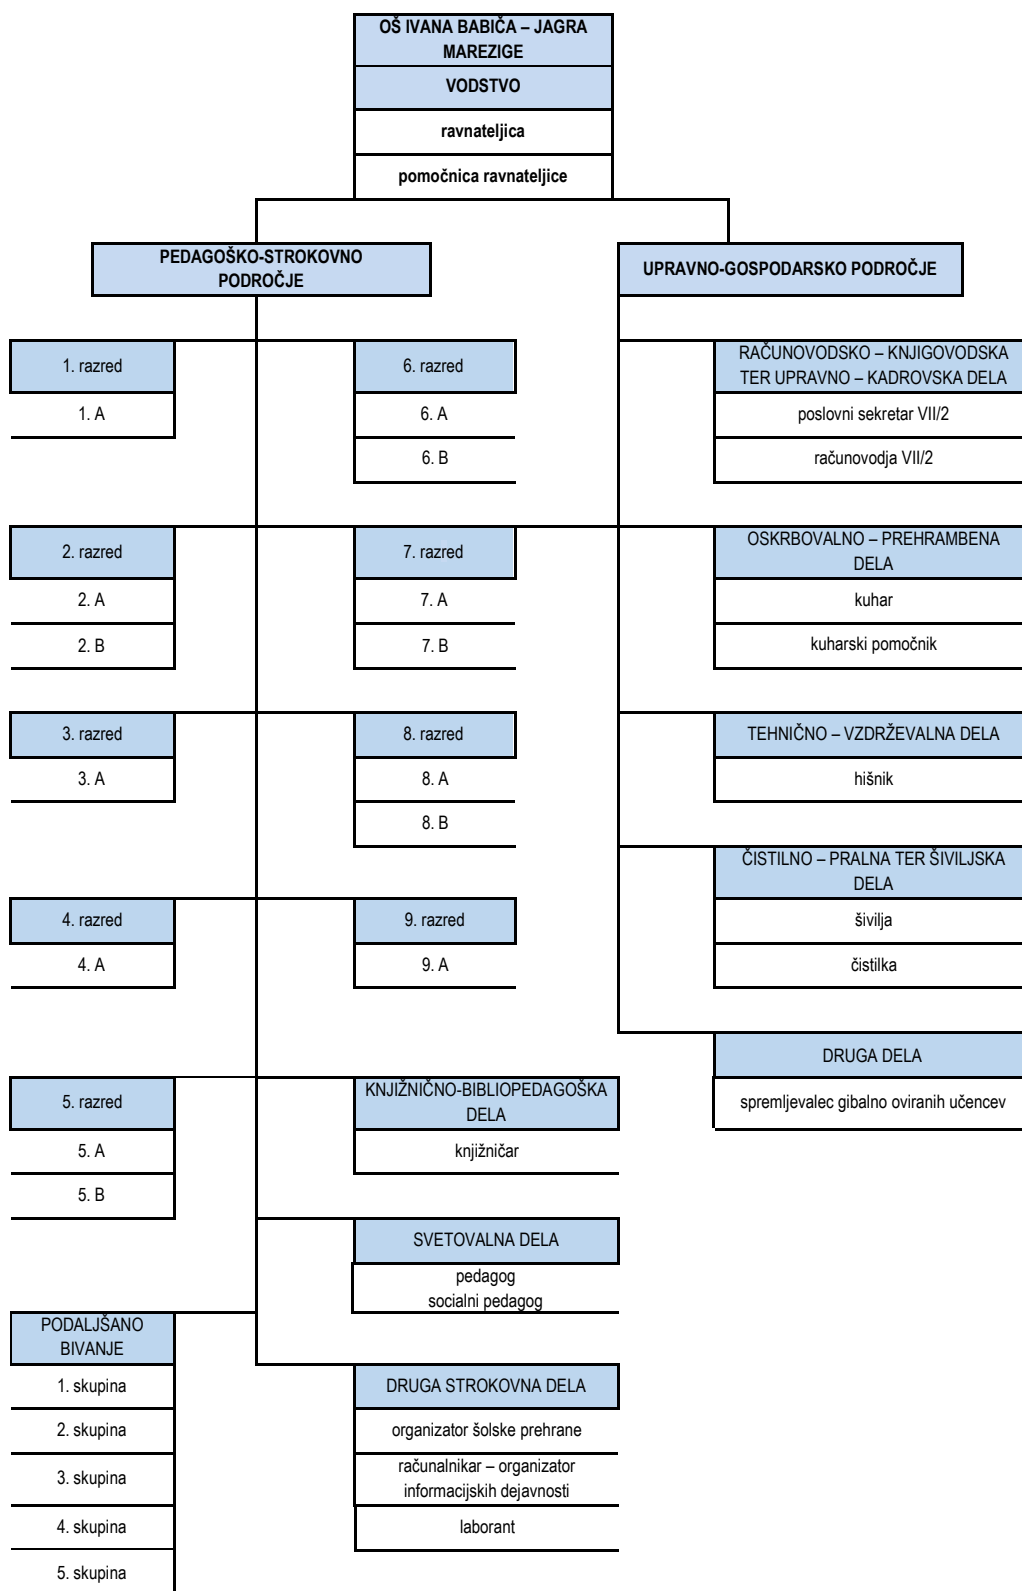 OŠ IVANA BABIČA – JAGRA
MAREZIGE
VODSTVO
ravnateljica
pomočnica ravnateljice
PEDAGOŠKO-STROKOVNO
PODROČJE
1. razred
1. A
2. razred
2. A
2. B
3. razred
3. A
4. razred
4. A
5. razred
5. A
5. B
PODALJŠANO
BIVANJE
1. skupina
2. skupina
3. skupina
4. skupina
5. skupina
6. razred
6. A
6. B
7. razred
7. A
7. B
8. razred
8. A
8. B
9. razred
9. A
KNJIŽNIČNO-BIBLIOPEDAGOŠKA
DELA
knjižničar
SVETOVALNA DELA
pedagog
socialni pedagog
DRUGA STROKOVNA DELA
organizator šolske prehrane
računalnikar – organizator
informacijskih dejavnosti
laborant
UPRAVNO-GOSPODARSKO PODROČJE
RAČUNOVODSKO – KNJIGOVODSKA
TER UPRAVNO – KADROVSKA DELA
poslovni sekretar VII/2
računovodja VII/2
OSKRBOVALNO – PREHRAMBENA
DELA
kuhar
kuharski pomočnik
TEHNIČNO – VZDRŽEVALNA DELA
hišnik
ČISTILNO – PRALNA TER ŠIVILJSKA
DELA
šivilja
čistilka
DRUGA DELA
spremljevalec gibalno oviranih učencev